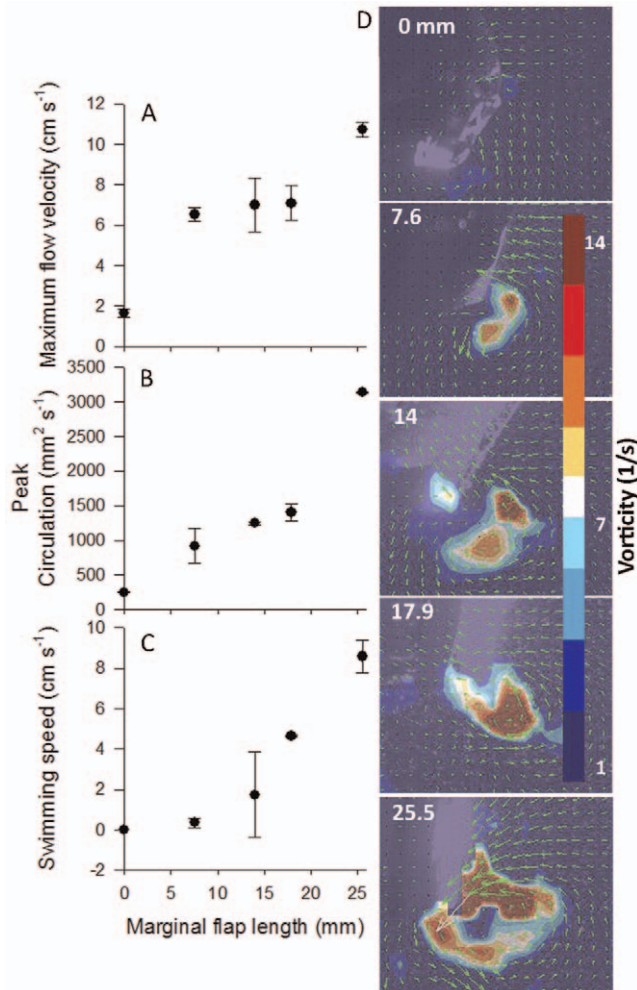 A
Maximum flow velocity (cm s⁻¹)
12
10
8
6
4
2
0
B
Peak
Circulation (mm² s⁻¹)
3500
3000
2500
2000
1500
1000
500
0
C
Swimming speed (cm s⁻¹)
10
8
6
4
2
0
-2
0 5 10 15 20 25
Marginal flap length (mm)
D
0 mm
7.6
14
17.9
25.5
14
7
1
Vorticity (1/s)